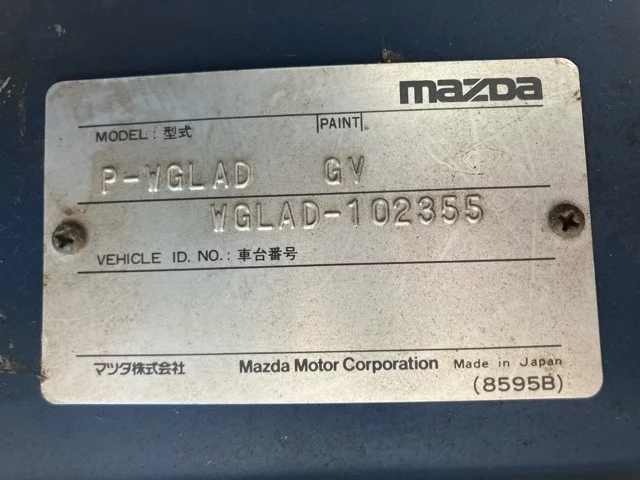 mazda
MODEL : 型式 PAINT
P-WGLAD GV
WGLAD-102355
VEHICLE ID. NO. : 車台番号
マツダ株式会社 Mazda Motor Corporation Made in Japan
(8595B)